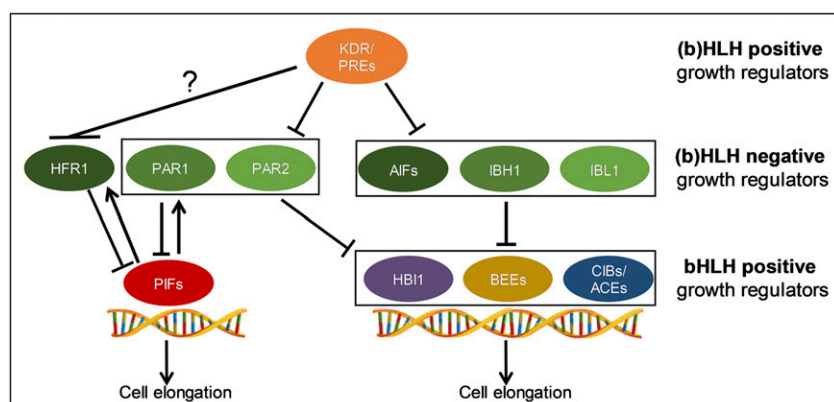 KDR/
PREs
(b)HLH positive
growth regulators
?
HFR1
PAR1
PAR2
AIFs
IBH1
IBL1
(b)HLH negative
growth regulators
PIFs
HBI1
BEEs
CIBs/
ACEs
bHLH positive
growth regulators
Cell elongation
Cell elongation